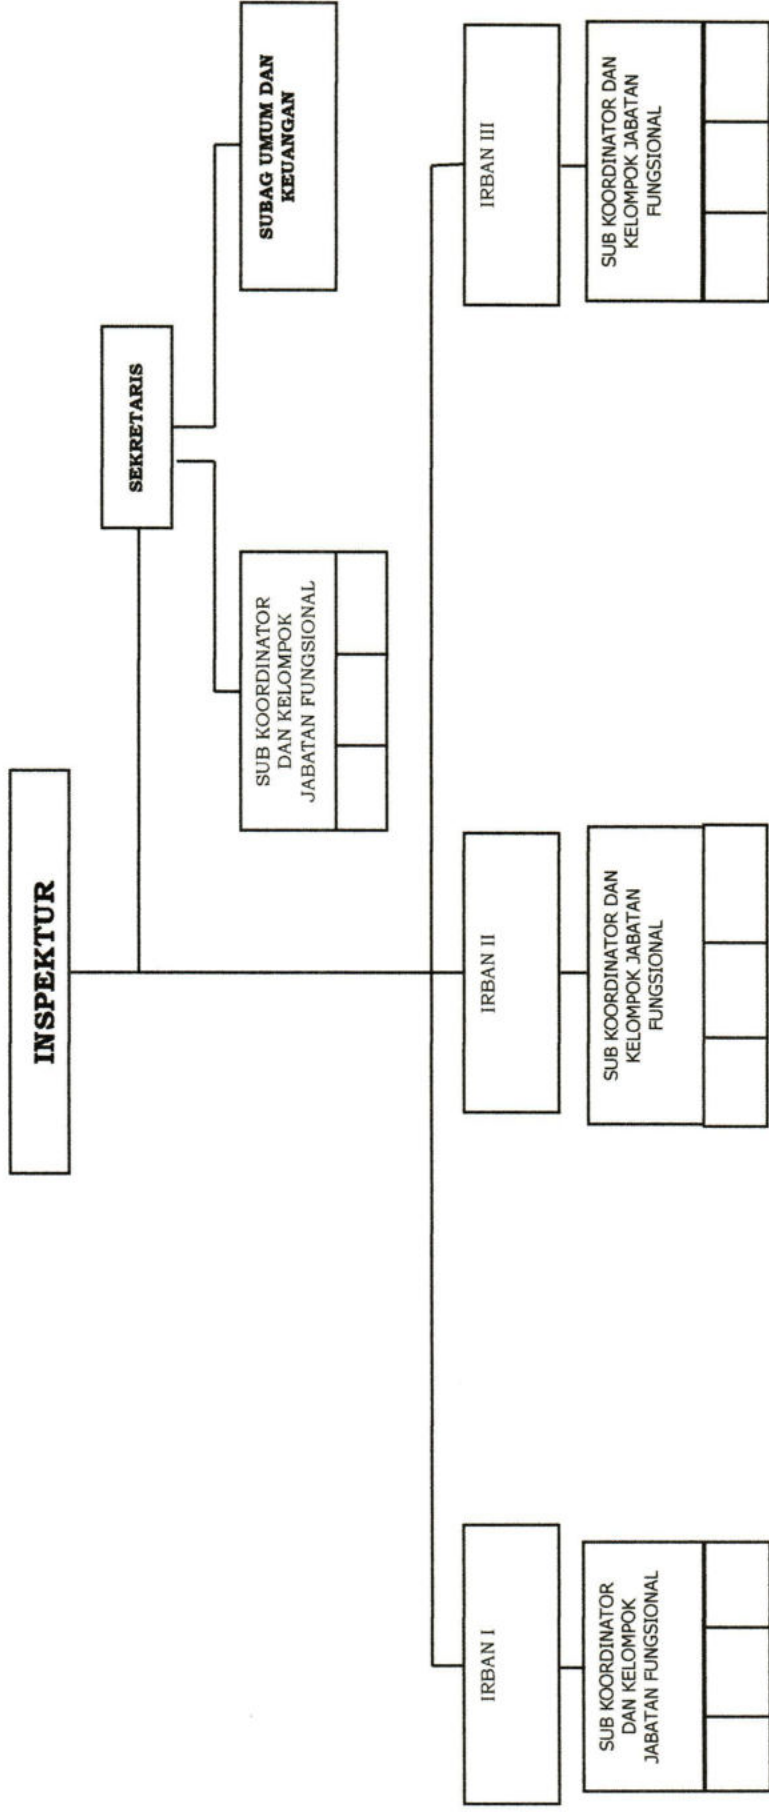 INSPEKTUR
SEKRETARIS
SUB KOORDINATOR
DAN KELOMPOK
JABATAN FUNGSIONAL
SUBAG UMUM DAN
KEUANGAN
IRBAN I
IRBAN II
IRBAN III
SUB KOORDINATOR
DAN KELOMPOK
JABATAN FUNGSIONAL
SUB KOORDINATOR DAN
KELOMPOK JABATAN
FUNGSIONAL
SUB KOORDINATOR DAN
KELOMPOK JABATAN
FUNGSIONAL